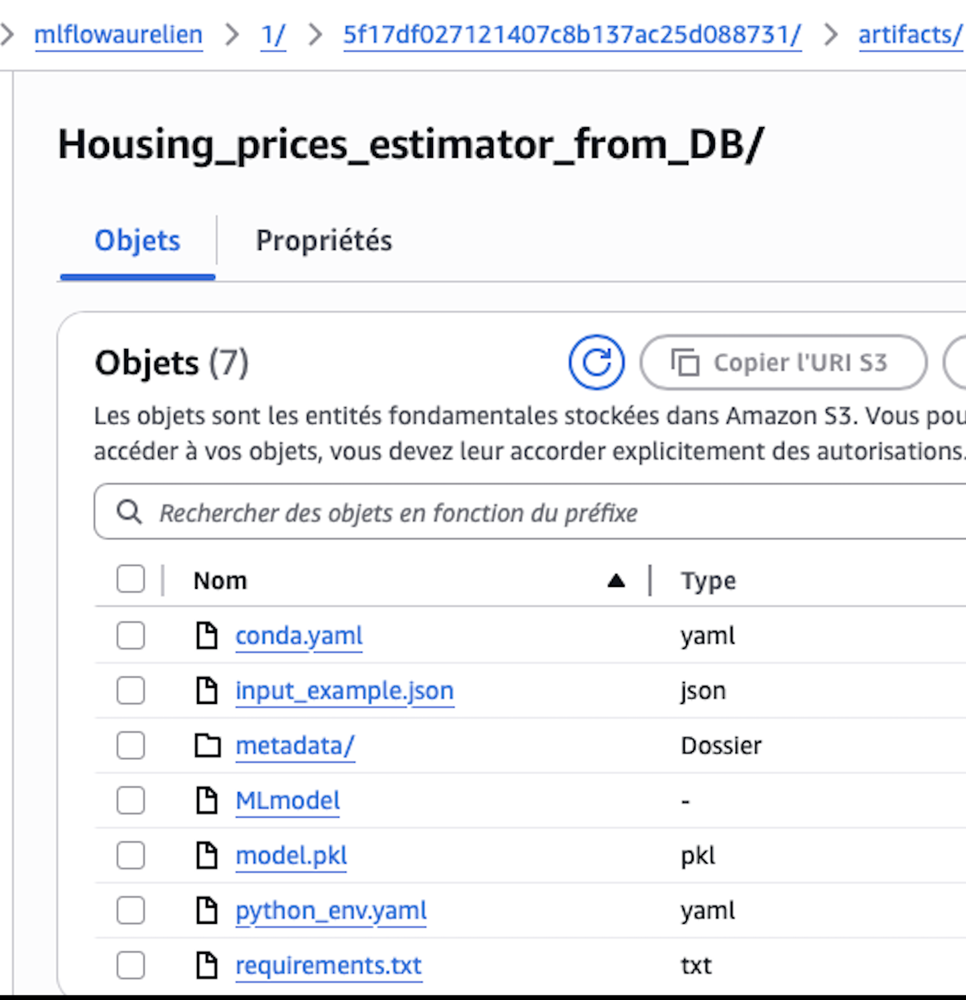 mlflowaurelien > 1/ > 5f17df027121407c8b137ac25d088731/ > artifacts/
Housing_prices_estimator_from_DB/
Objets Propriétés
Objets (7) Copier l'URI S3
Les objets sont les entités fondamentales stockées dans Amazon S3. Vous pou
accéder à vos objets, vous devez leur accorder explicitement des autorisations.
Rechercher des objets en fonction du préfixe
Nom Type
conda.yaml yaml
input_example.json json
metadata/ Dossier
MLmodel -
model.pkl pkl
python_env.yaml yaml
requirements.txt txt